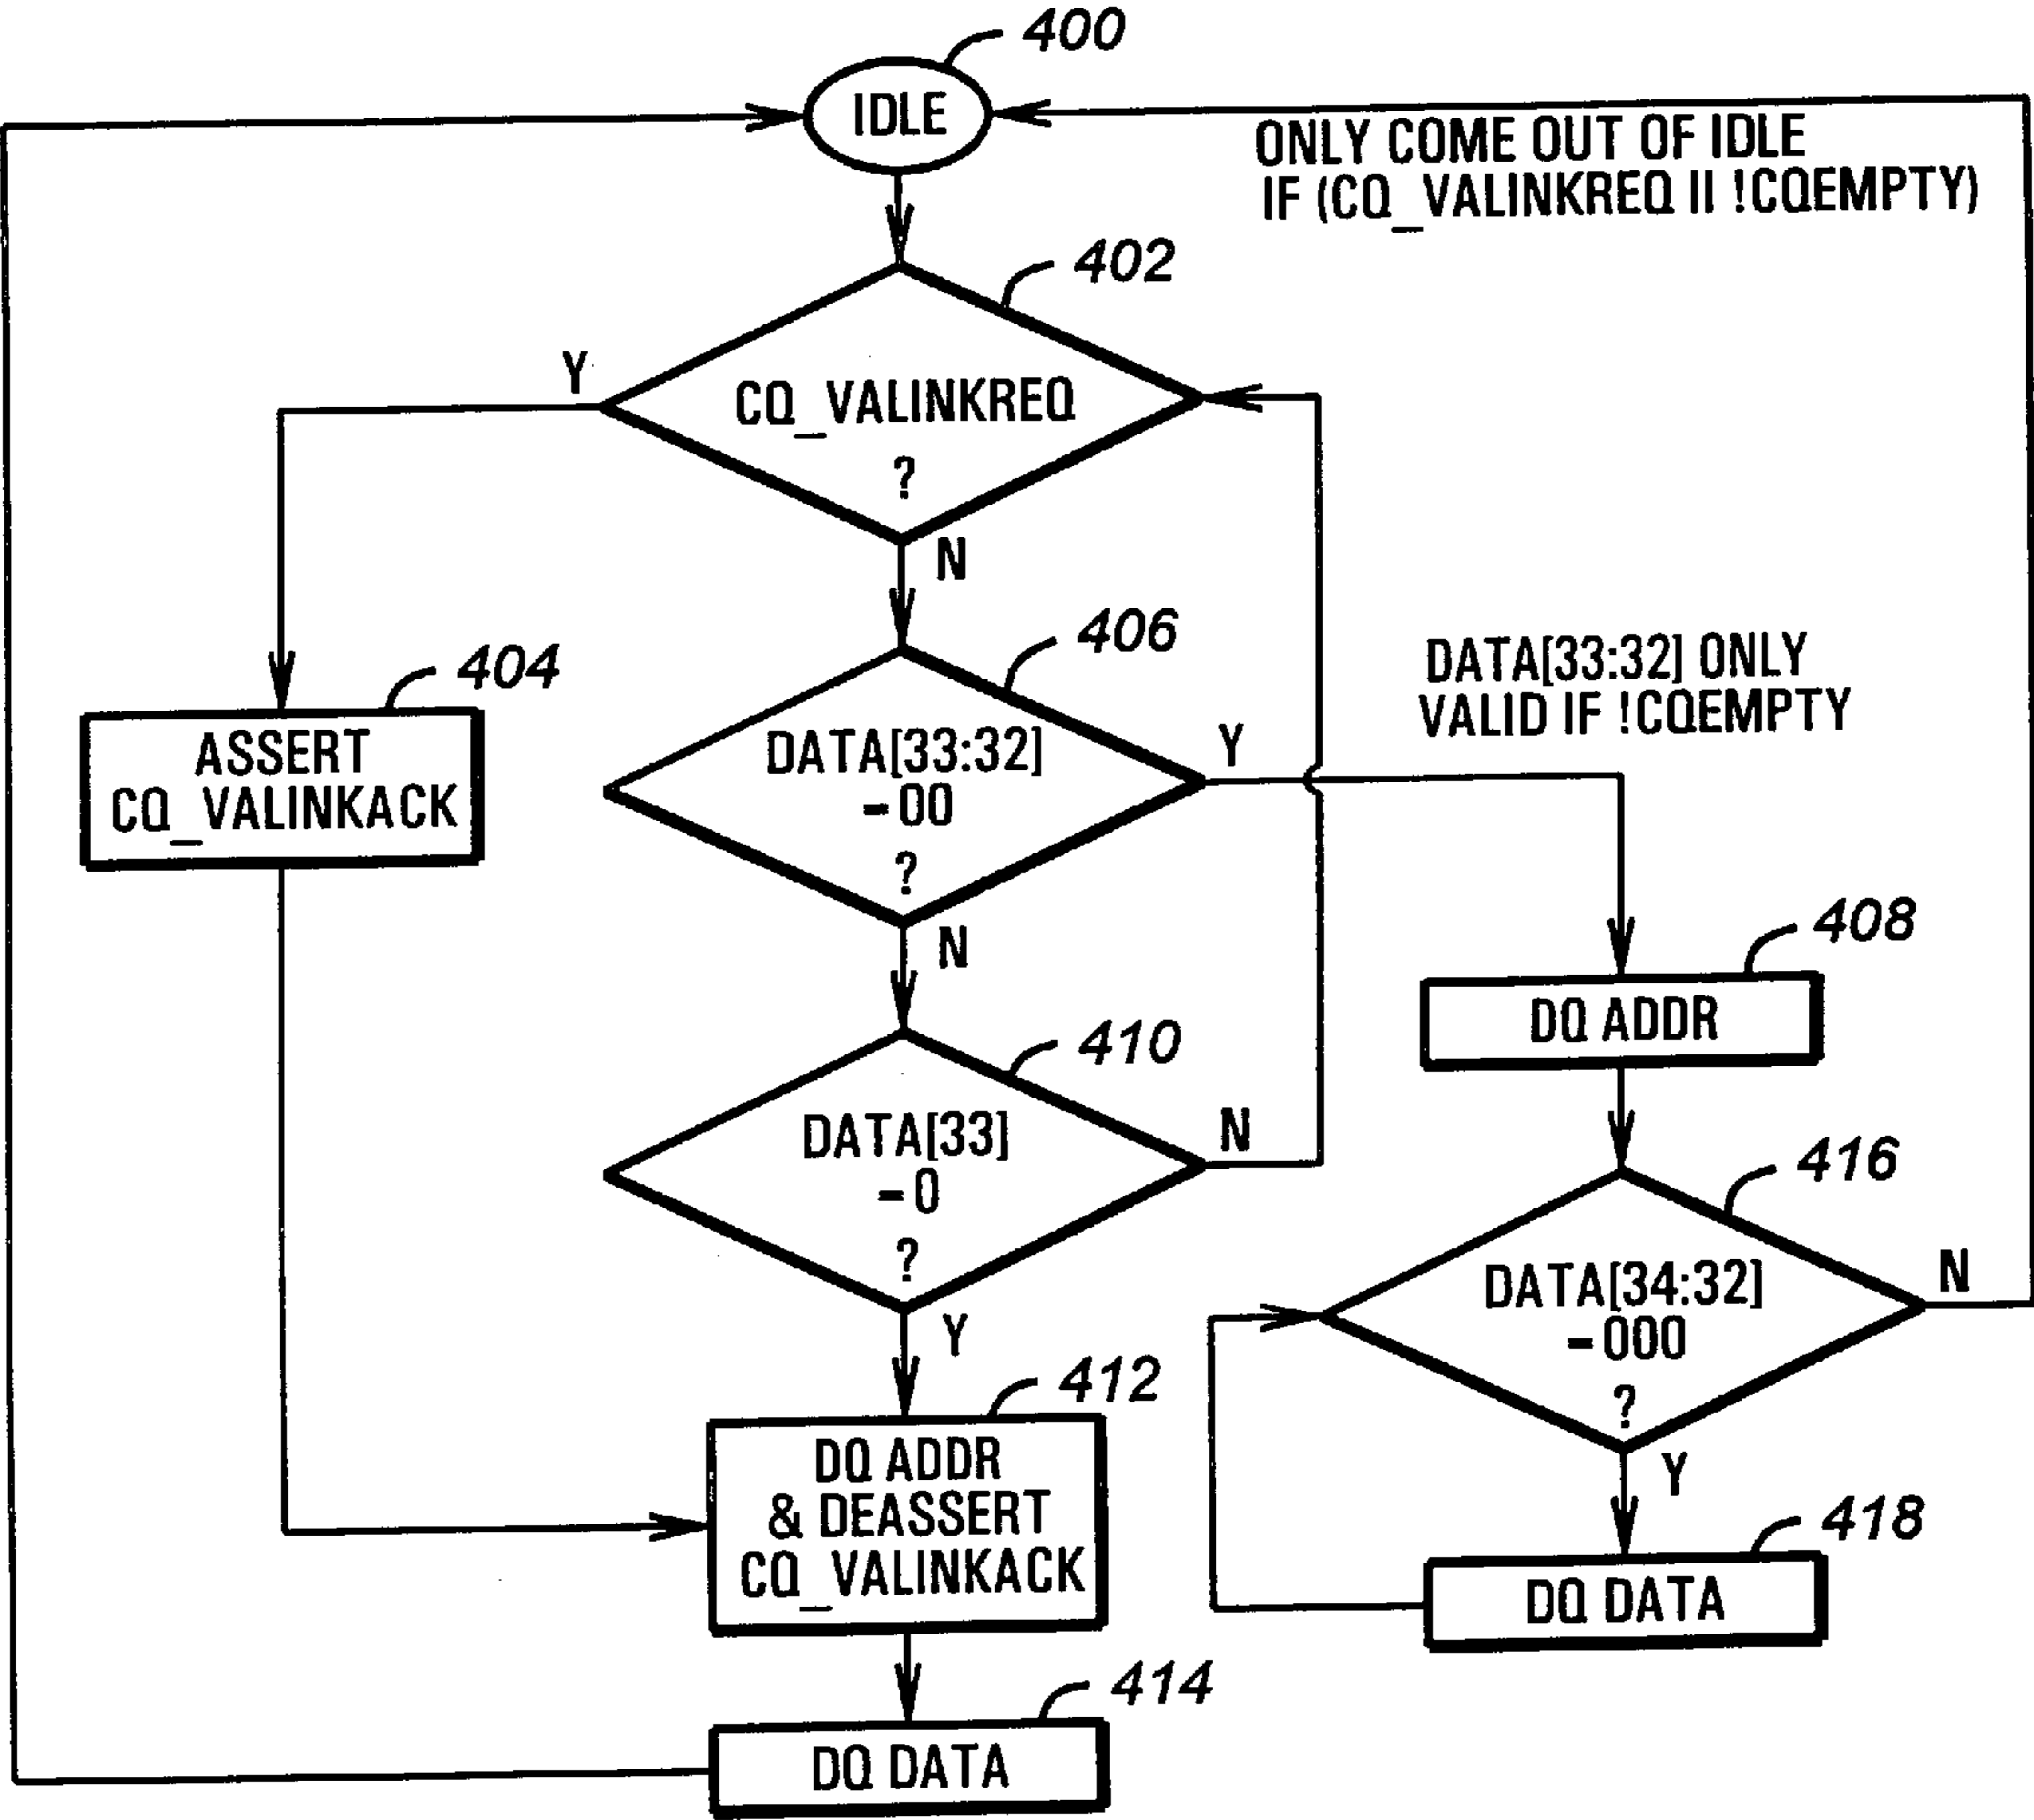 400
IDLE
ONLY COME OUT OF IDLE
IF (CQ_VALINKREQ II !CQEMPTY)
402
Y
CQ_VALINKREQ
?
N
406
404
DATA[33:32] ONLY
VALID IF !CQEMPTY
ASSERT
CQ_VALINKACK
DATA[33:32]
=00
?
Y
N
408
DQ ADDR
410
DATA[33]
=0
?
N
Y
416
DATA[34:32]
=000
?
N
Y
412
DQ ADDR
& DEASSERT
CQ_VALINKACK
418
DQ DATA
414
DQ DATA